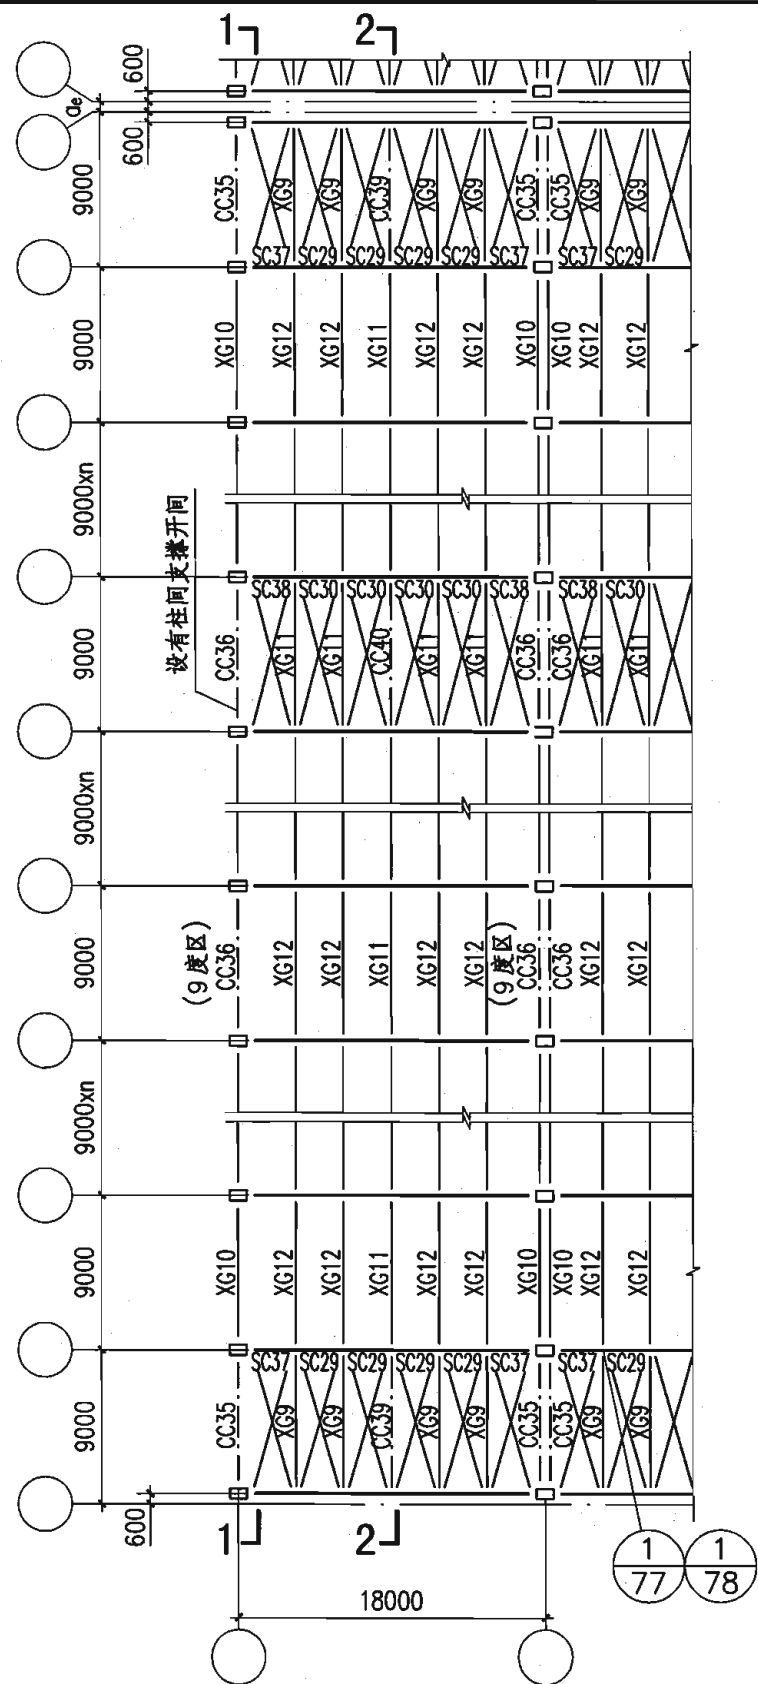 1 2
600
ae
600
9000
CC35 XG9 XG9 CC39 XG9 XG9 CC35 CC35 XG9 XG9
SC37 SC29 SC29 SC29 SC29 SC37 SC37 SC29
9000
XG10 XG12 XG12 XG11 XG12 XG12 XG10 XG10 XG12 XG12
9000xn
设有柱间支撑开间
SC38 SC30 SC30 SC30 SC30 SC38 SC38 SC30
9000
CC36 XG11 XG11 CC40 XG11 XG11 CC36 CC36 XG11 XG11
9000xn
9000
(9度区) (9度区)
CC36 XG12 XG12 XG11 XG12 XG12 CC36 CC36 XG12 XG12
9000xn
9000
XG10 XG12 XG12 XG11 XG12 XG12 XG10 XG10 XG12 XG12
SC37 SC29 SC29 SC29 SC29 SC37 SC37 SC29
9000
CC35 XG9 XG9 CC39 XG9 XG9 CC35 CC35 XG9 XG9
600
1 2
1 1
77 78
18000